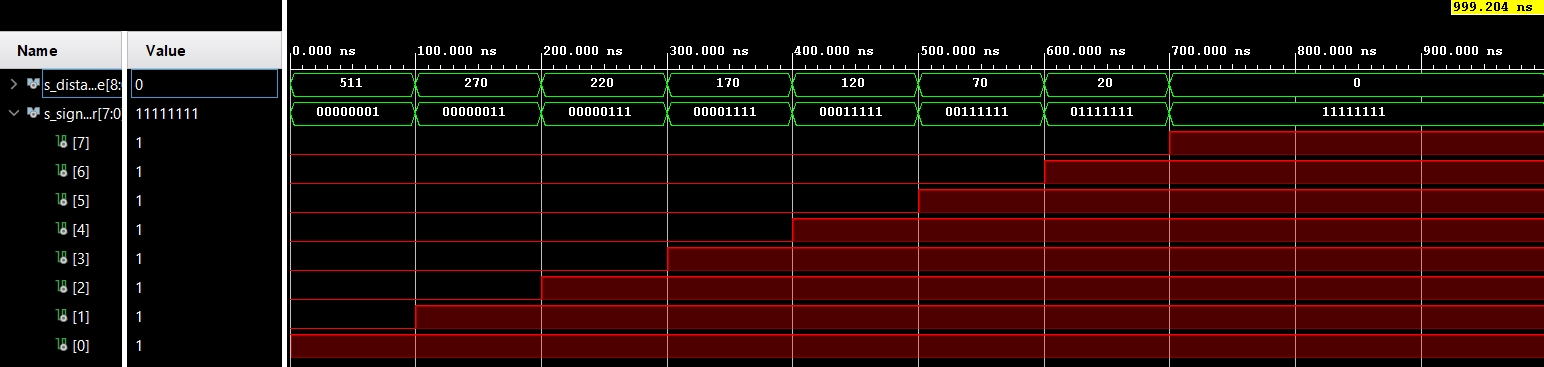 999.204 ns
Name Value
0.000 ns 100.000 ns 200.000 ns 300.000 ns 400.000 ns 500.000 ns 600.000 ns 700.000 ns 800.000 ns 900.000 ns
s_dista...e[8: 0 511 270 220 170 120 70 20 0
s_sign...r[7:0 11111111 00000001 00000011 00000111 00001111 00011111 00111111 01111111 11111111
[7] 1
[6] 1
[5] 1
[4] 1
[3] 1
[2] 1
[1] 1
[0] 1